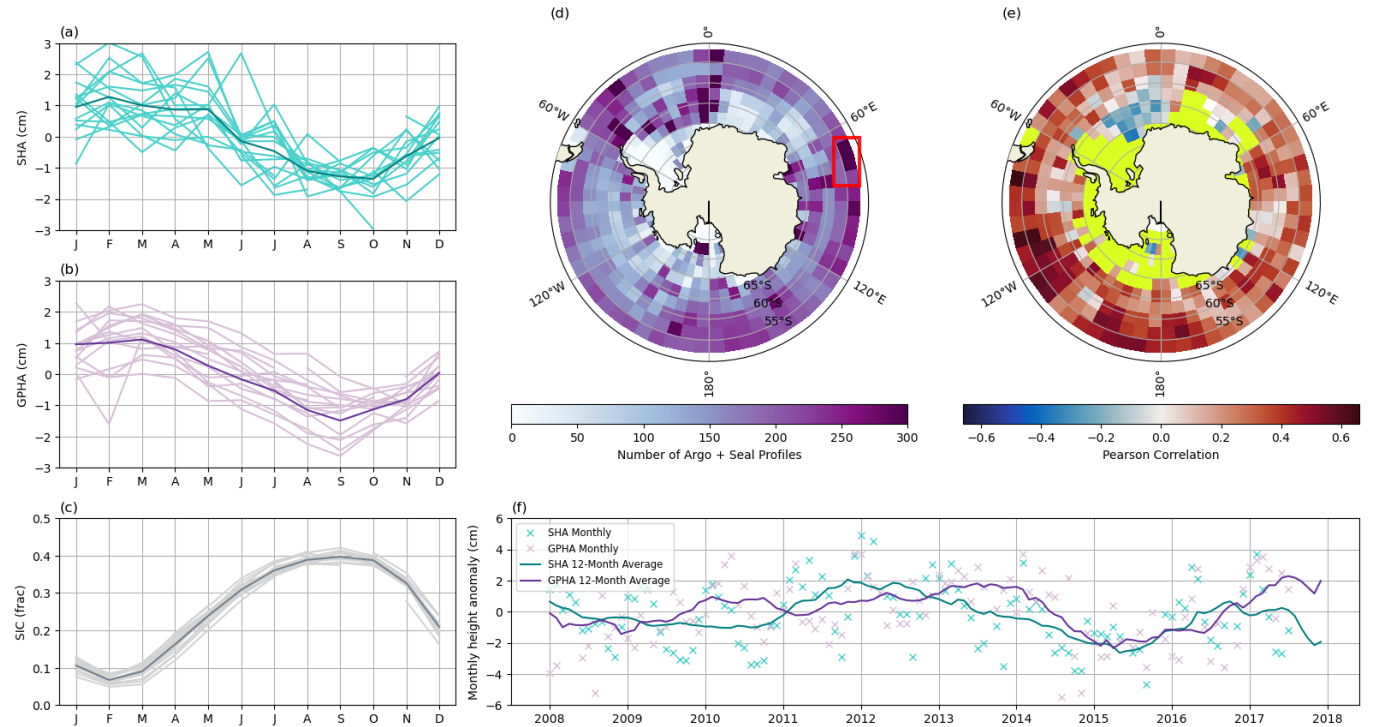 (a)
3
2
1
0
-1
-2
-3
SHA (cm)
J F M A M J J A S O N D
(b)
3
2
1
0
-1
-2
-3
GPHA (cm)
J F M A M J J A S O N D
(c)
0.5
0.4
0.3
0.2
0.1
0.0
SIC (frac)
J F M A M J J A S O N D
(d)
0°
60°W
60°E
120°W
120°E
65°S
60°S
55°S
180°
0 50 100 150 200 250 300
Number of Argo + Seal Profiles
(e)
0°
60°W
60°E
120°W
120°E
65°S
60°S
55°S
180°
−0.6 −0.4 −0.2 0.0 0.2 0.4 0.6
Pearson Correlation
(f)
Monthly height anomaly (cm)
6
4
2
0
−2
−4
−6
SHA Monthly
GPHA Monthly
SHA 12-Month Average
GPHA 12-Month Average
2008 2009 2010 2011 2012 2013 2014 2015 2016 2017 2018